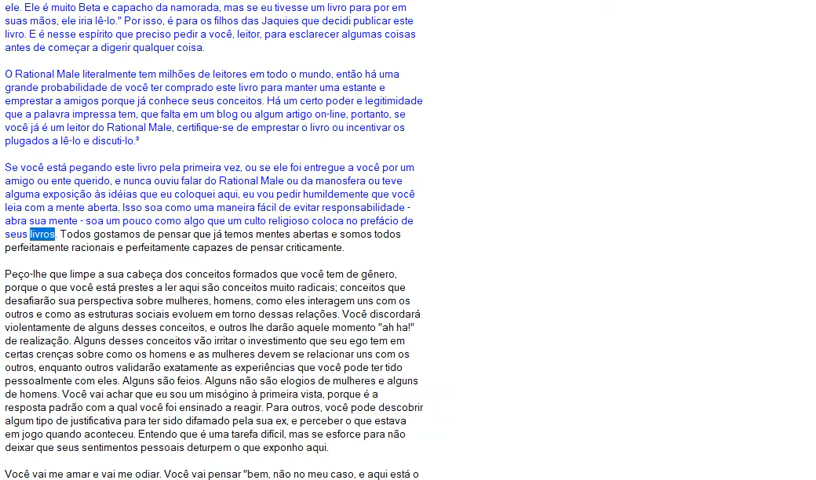 ele. Ele é muito Beta e capacho da namorada, mas se eu tivesse um livro para por em
suas mãos, ele iria lê-lo." Por isso, é para os filhos das Jaquies que decidi publicar este
livro. E é nesse espírito que preciso pedir a você, leitor, para esclarecer algumas coisas
antes de começar a digerir qualquer coisa.
O Rational Male literalmente tem milhões de leitores em todo o mundo, então há uma
grande probabilidade de você ter comprado este livro para manter uma estante e
emprestar a amigos porque já conhece seus conceitos. Há um certo poder e legitimidade
que a palavra impressa tem, que falta em um blog ou algum artigo on-line, portanto, se
você já é um leitor do Rational Male, certifique-se de emprestar o livro ou incentivar os
plugados a lê-lo e discuti-lo.³
Se você está pegando este livro pela primeira vez, ou se ele foi entregue a você por um
amigo ou ente querido, e nunca ouviu falar do Rational Male ou da manosfera ou teve
alguma exposição às idéias que eu coloquei aqui, eu vou pedir humildemente que você
leia com a mente aberta. Isso soa como uma maneira fácil de evitar responsabilidade -
abra sua mente - soa um pouco como algo que um culto religioso coloca no prefácio de
seus livros. Todos gostamos de pensar que já temos mentes abertas e somos todos
perfeitamente racionais e perfeitamente capazes de pensar criticamente.
Peço-lhe que limpe a sua cabeça dos conceitos formados que você tem de gênero,
porque o que você está prestes a ler aqui são conceitos muito radicais; conceitos que
desafiarão sua perspectiva sobre mulheres, homens, como eles interagem uns com os
outros e como as estruturas sociais evoluem em torno dessas relações. Você discordará
violentamente de alguns desses conceitos, e outros lhe darão aquele momento "ah ha!"
de realização. Alguns desses conceitos vão irritar o investimento que seu ego tem em
certas crenças sobre como os homens e as mulheres devem se relacionar uns com os
outros, enquanto outros validarão exatamente as experiências que você pode ter tido
pessoalmente com eles. Alguns são feios. Alguns não são elogios de mulheres e alguns
de homens. Você vai achar que eu sou um misógino à primeira vista, porque é a
resposta padrão com a qual você foi ensinado a reagir. Para outros, você pode descobrir
algum tipo de justificativa para ter sido difamado pela sua ex, e perceber o que estava
em jogo quando aconteceu. Entendo que é uma tarefa difícil, mas se esforce para não
deixar que seus sentimentos pessoais deturpem o que exponho aqui.
Você vai me amar e vai me odiar. Você vai pensar "bem, não no meu caso, e aqui está o